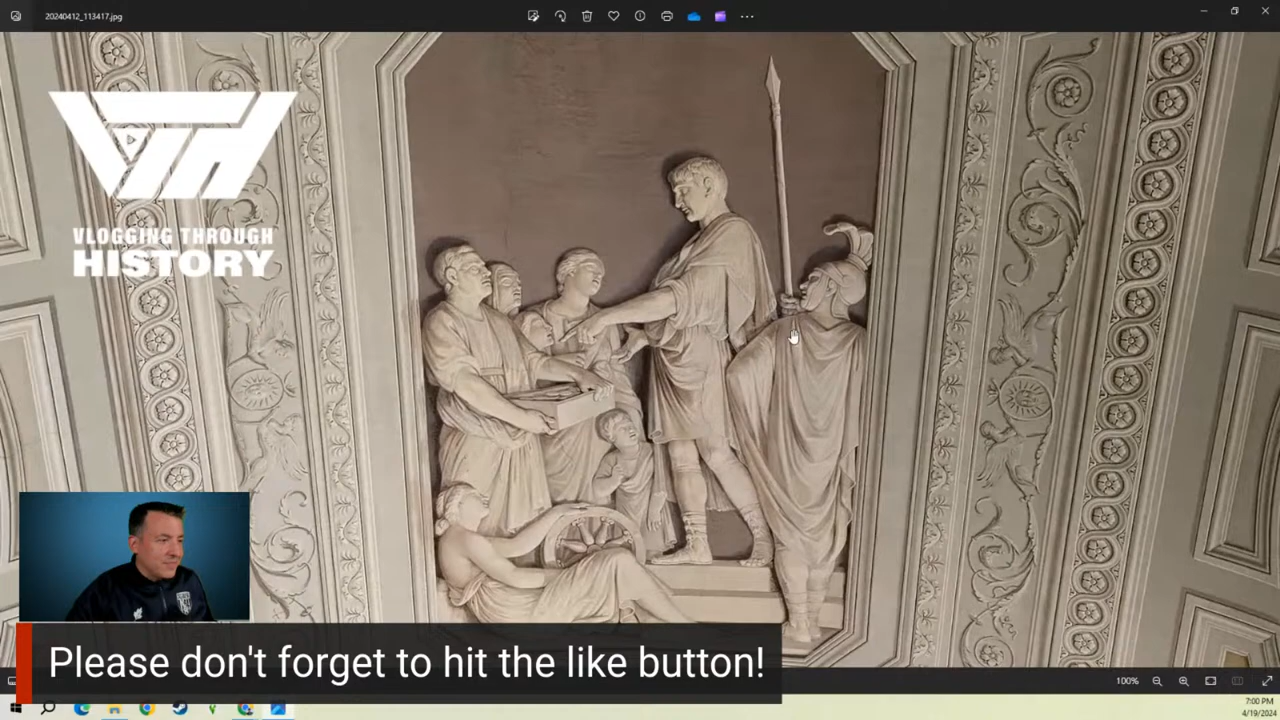 20240412_113417.jpg
VTH
VLOGGING THROUGH
HISTORY
Please don't forget to hit the like button!
100%
7:00 PM
4/19/2024